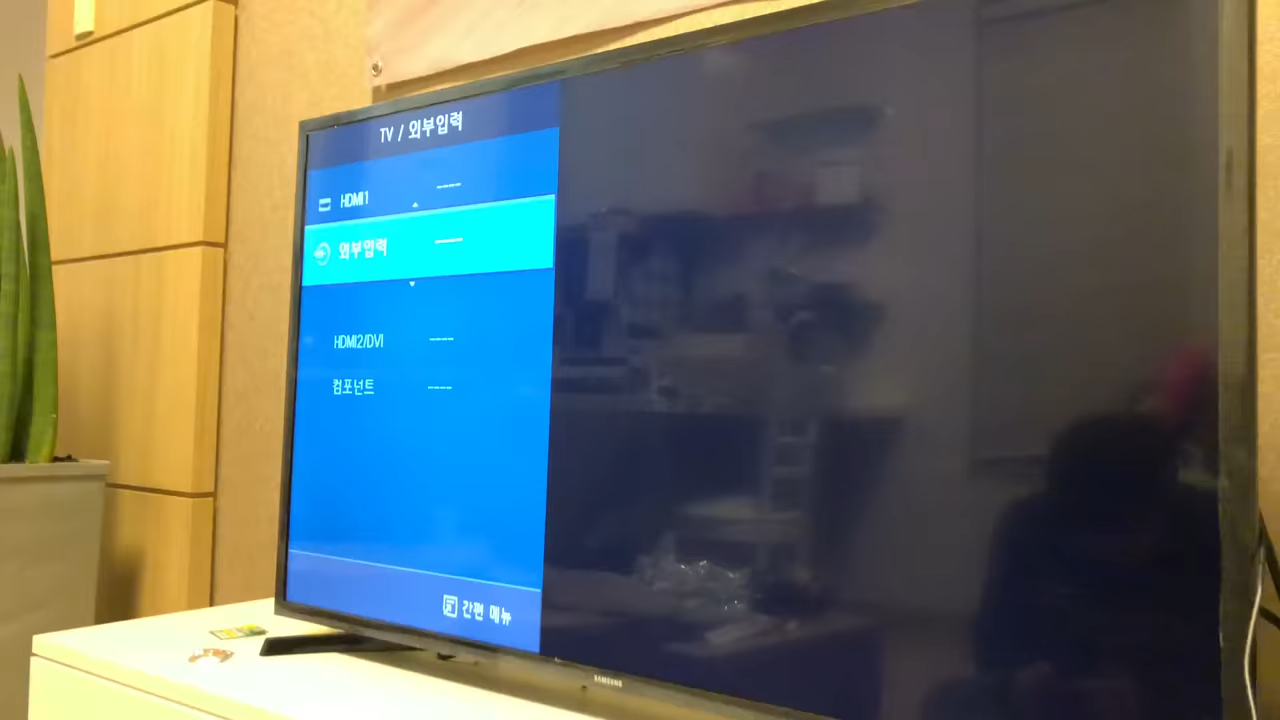 TV / 외부입력
HDMI1 ----
외부입력 ----
HDMI2/DVI ----
컴포넌트 ----
간편 메뉴
SAMSUNG